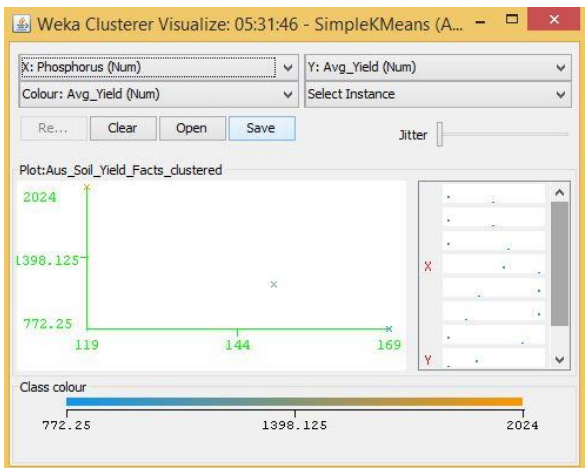 Weka Clusterer Visualize: 05:31:46 - SimpleKMeans (A...
X: Phosphorus (Num) Y: Avg_Yield (Num)
Colour: Avg_Yield (Num) Select Instance
Re... Clear Open Save Jitter
Plot:Aus_Soil_Yield_Facts_clustered
2024
1398.125
X
772.25
119 144 169
Y
Class colour
772.25 1398.125 2024